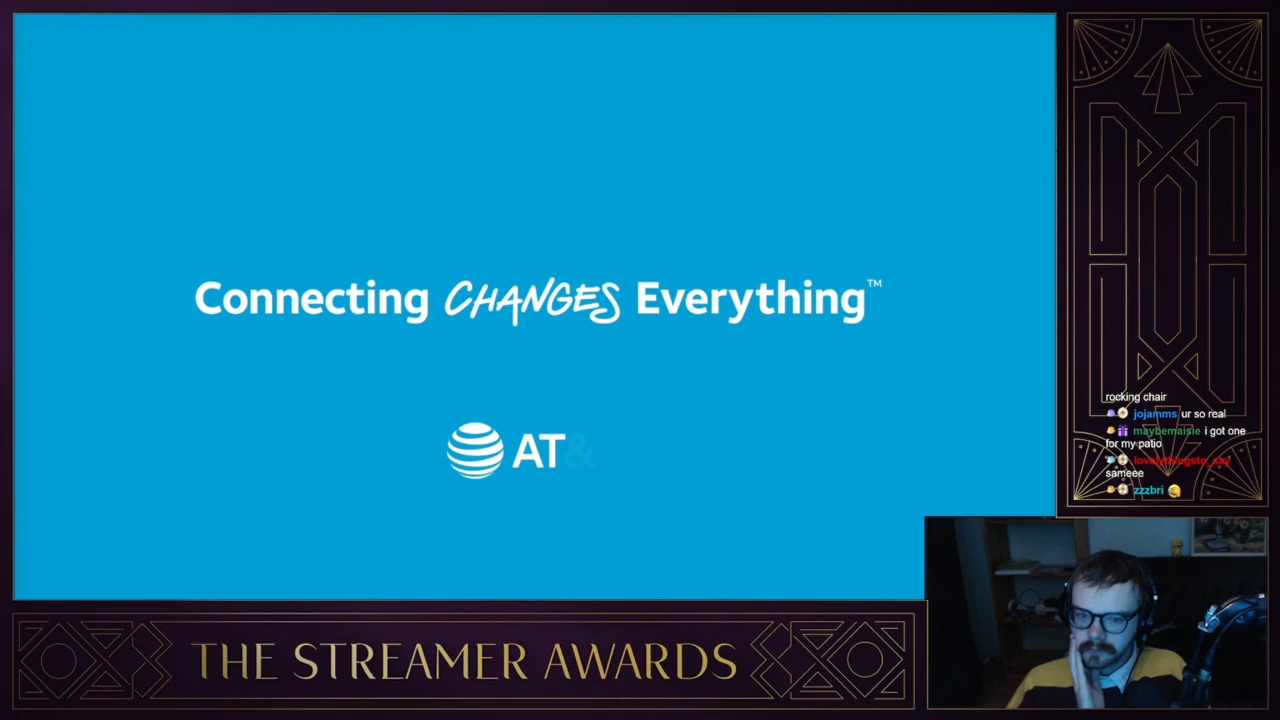 Connecting CHANGES Everything™
AT&
rocking chair
jojamms ur so real
maybemaisie i got one
for my patio
lovelythingsto_say
sameee
zzzbri
THE STREAMER AWARDS